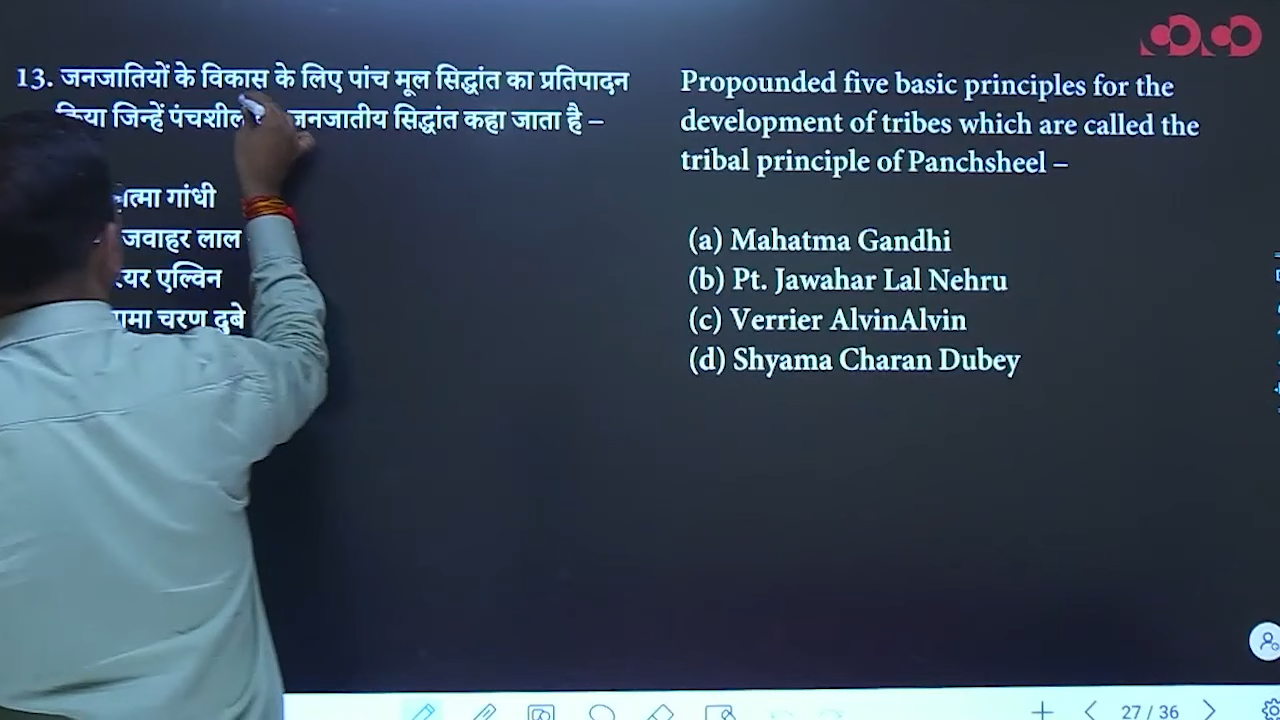 13. जनजातियों के विकास के लिए पांच मूल सिद्धांत का प्रतिपादन
जिन्हें पंचशील जनजातीय सिद्धांत कहा जाता है –
गांधी
जवाहर लाल
एल्विन
चरण दुबे
Propounded five basic principles for the
development of tribes which are called the
tribal principle of Panchsheel –
(a) Mahatma Gandhi
(b) Pt. Jawahar Lal Nehru
(c) Verrier AlvinAlvin
(d) Shyama Charan Dubey
27 / 36